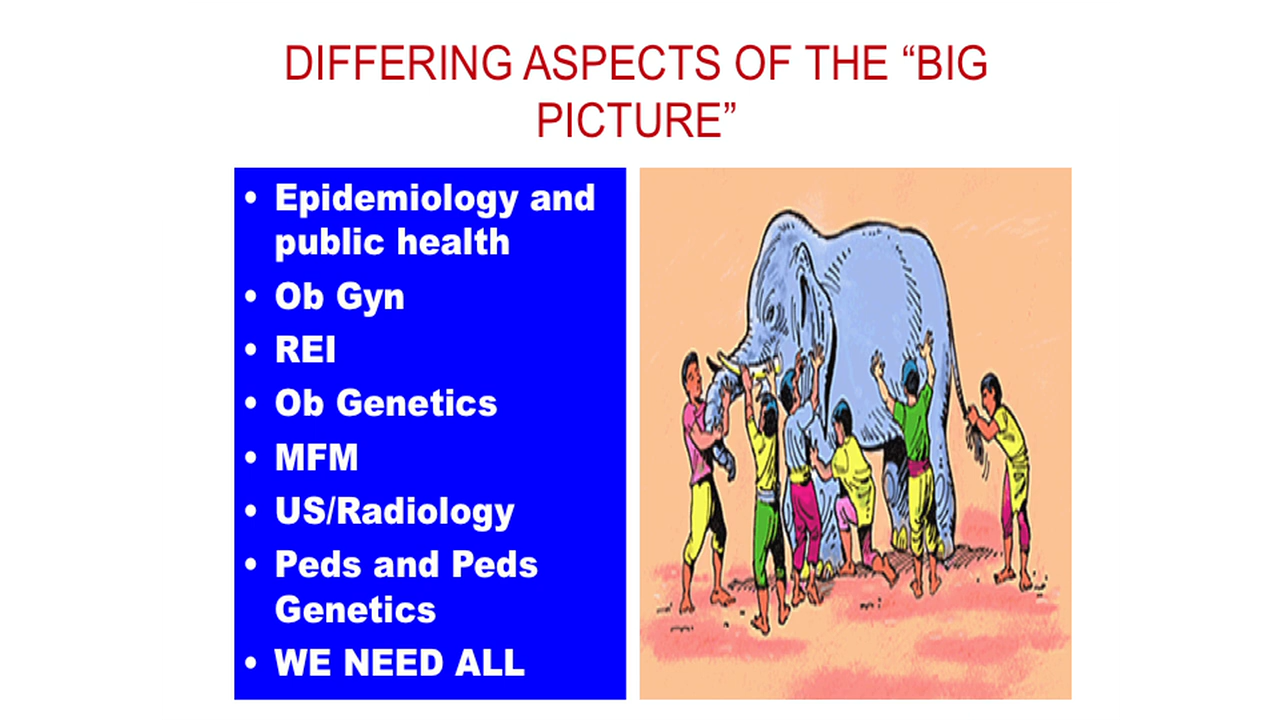 DIFFERING ASPECTS OF THE “BIG
PICTURE”
• Epidemiology and
public health
• Ob Gyn
• REI
• Ob Genetics
• MFM
• US/Radiology
• Peds and Peds
Genetics
• WE NEED ALL